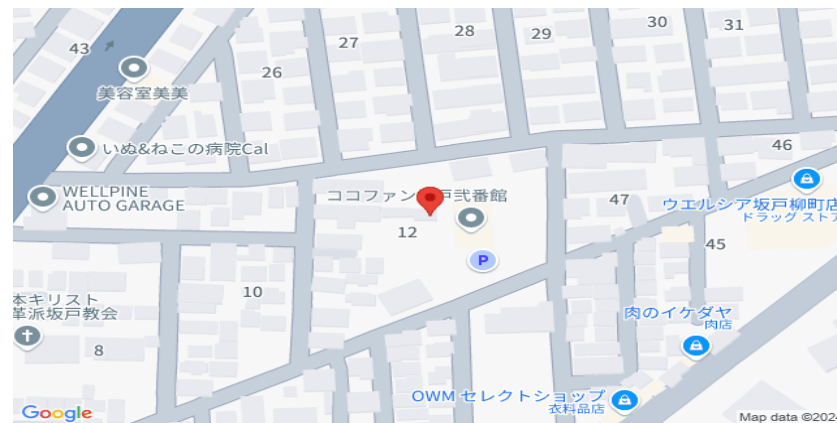 30
31
28
29
27
43
26
美容室美美
いぬ&ねこの病院Cal
46
WELLPINE
AUTO GARAGE
ココファン
戸弐番館
47
ウエルシア坂戸柳町店
ドラッグ ストア
12
45
P
10
本キリスト
革派坂戸教会
肉のイケダヤ
肉店
8
OWM セレクトショップ
衣料品店
Google
Map data ©2024